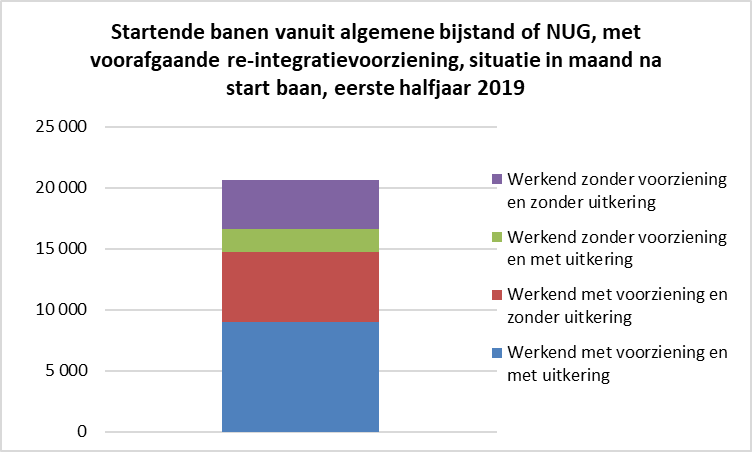 Startende banen vanuit algemene bijstand of NUG, met
voorafgaande re-integratievoorziening, situatie in maand na
start baan, eerste halfjaar 2019
25 000
20 000
15 000
10 000
5 000
0
Werkend zonder voorziening
en zonder uitkering
Werkend zonder voorziening
en met uitkering
Werkend met voorziening en
zonder uitkering
Werkend met voorziening en
met uitkering